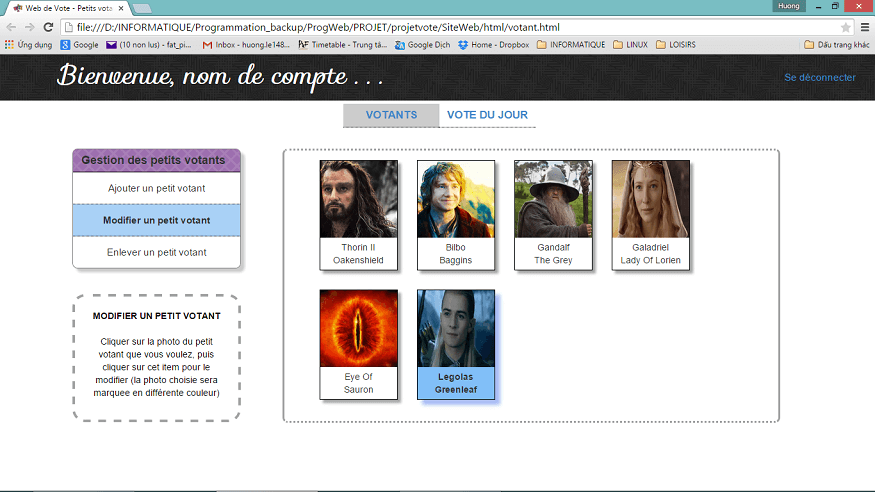 Web de Vote - Petits vota
Huong
file:///D:/INFORMATIQUE/Programmation_backup/ProgWeb/PROJET/projetvote/SiteWeb/html/votant.html
Ứng dụng Google (10 non lus) - fat_pi... Inbox - huong.le148... Timetable - Trung tâ... Google Dịch Home - Dropbox INFORMATIQUE LINUX LOISIRS Dấu trang khác
Bienvenue, nom de compte . . .
Se déconnecter
VOTANTS VOTE DU JOUR
Gestion des petits votants
Ajouter un petit votant
Modifier un petit votant
Enlever un petit votant
MODIFIER UN PETIT VOTANT
Cliquer sur la photo du petit
votant que vous voulez, puis
cliquer sur cet item pour le
modifier (la photo choisie sera
marquee en différente couleur)
Thorin II
Oakenshield
Bilbo
Baggins
Gandalf
The Grey
Galadriel
Lady Of Lorien
Eye Of
Sauron
Legolas
Greenleaf